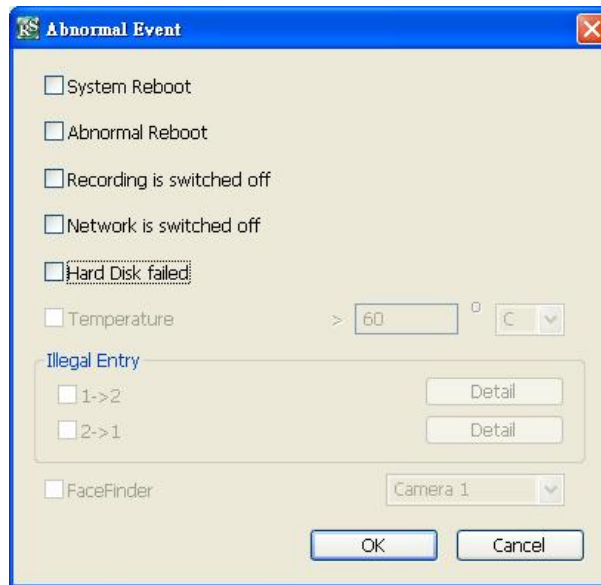 Abnormal Event
System Reboot
Abnormal Reboot
Recording is switched off
Network is switched off
Hard Disk failed
Temperature > 60 ° C
Illegal Entry
1->2 Detail
2->1 Detail
FaceFinder Camera 1
OK Cancel